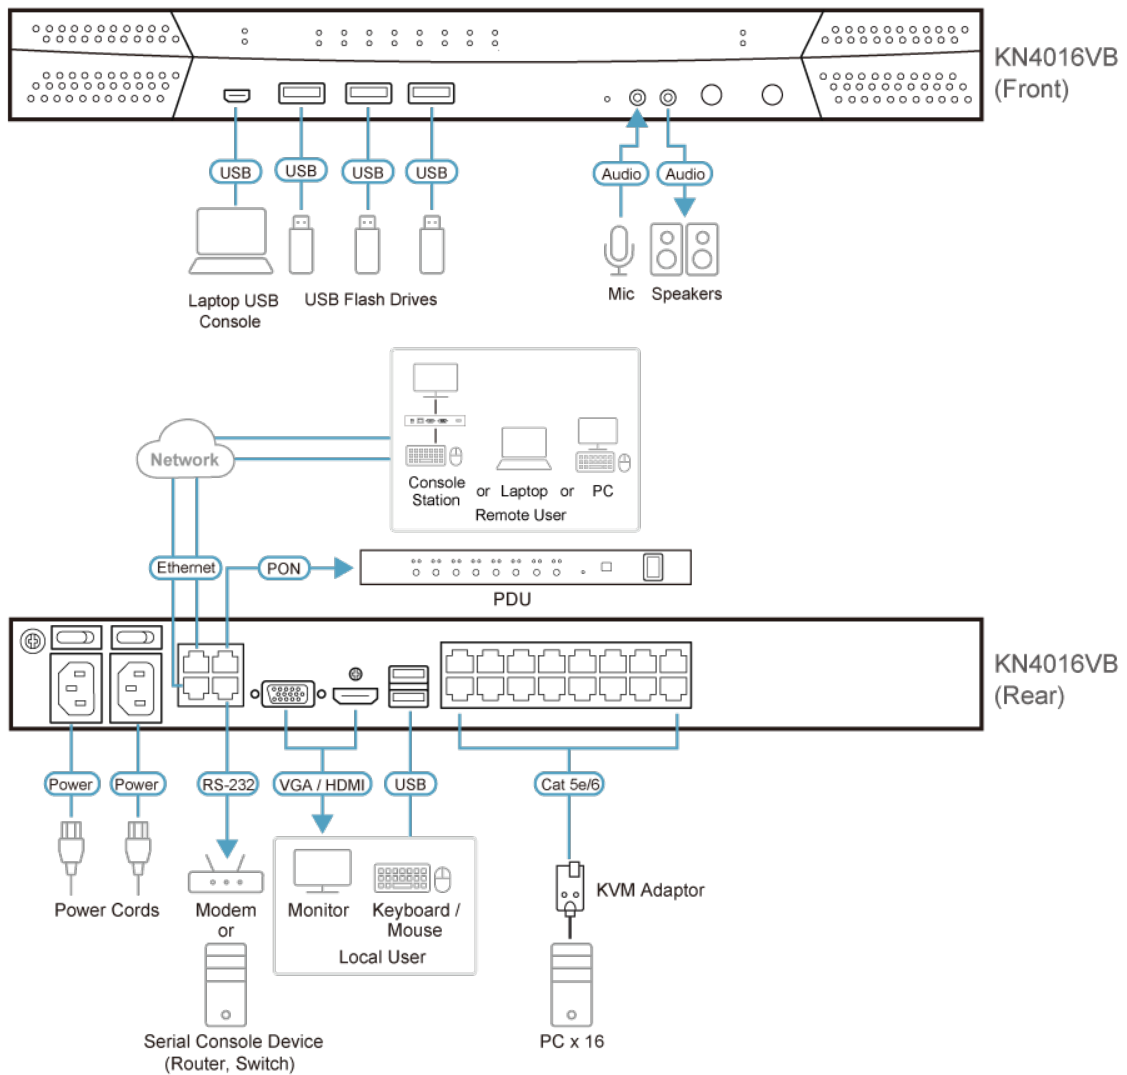 KN4016VB
(Front)
USB
USB
USB
USB
Audio
Audio
Laptop USB
Console
USB Flash Drives
Mic
Speakers
Network
Console
Station
or
Laptop
or
PC
Remote User
Ethernet
PON
PDU
KN4016VB
(Rear)
Power
Power
RS-232
VGA / HDMI
USB
Cat 5e/6
Power Cords
Modem
or
Serial Console Device
(Router, Switch)
Monitor
Keyboard /
Mouse
Local User
KVM Adaptor
PC x 16